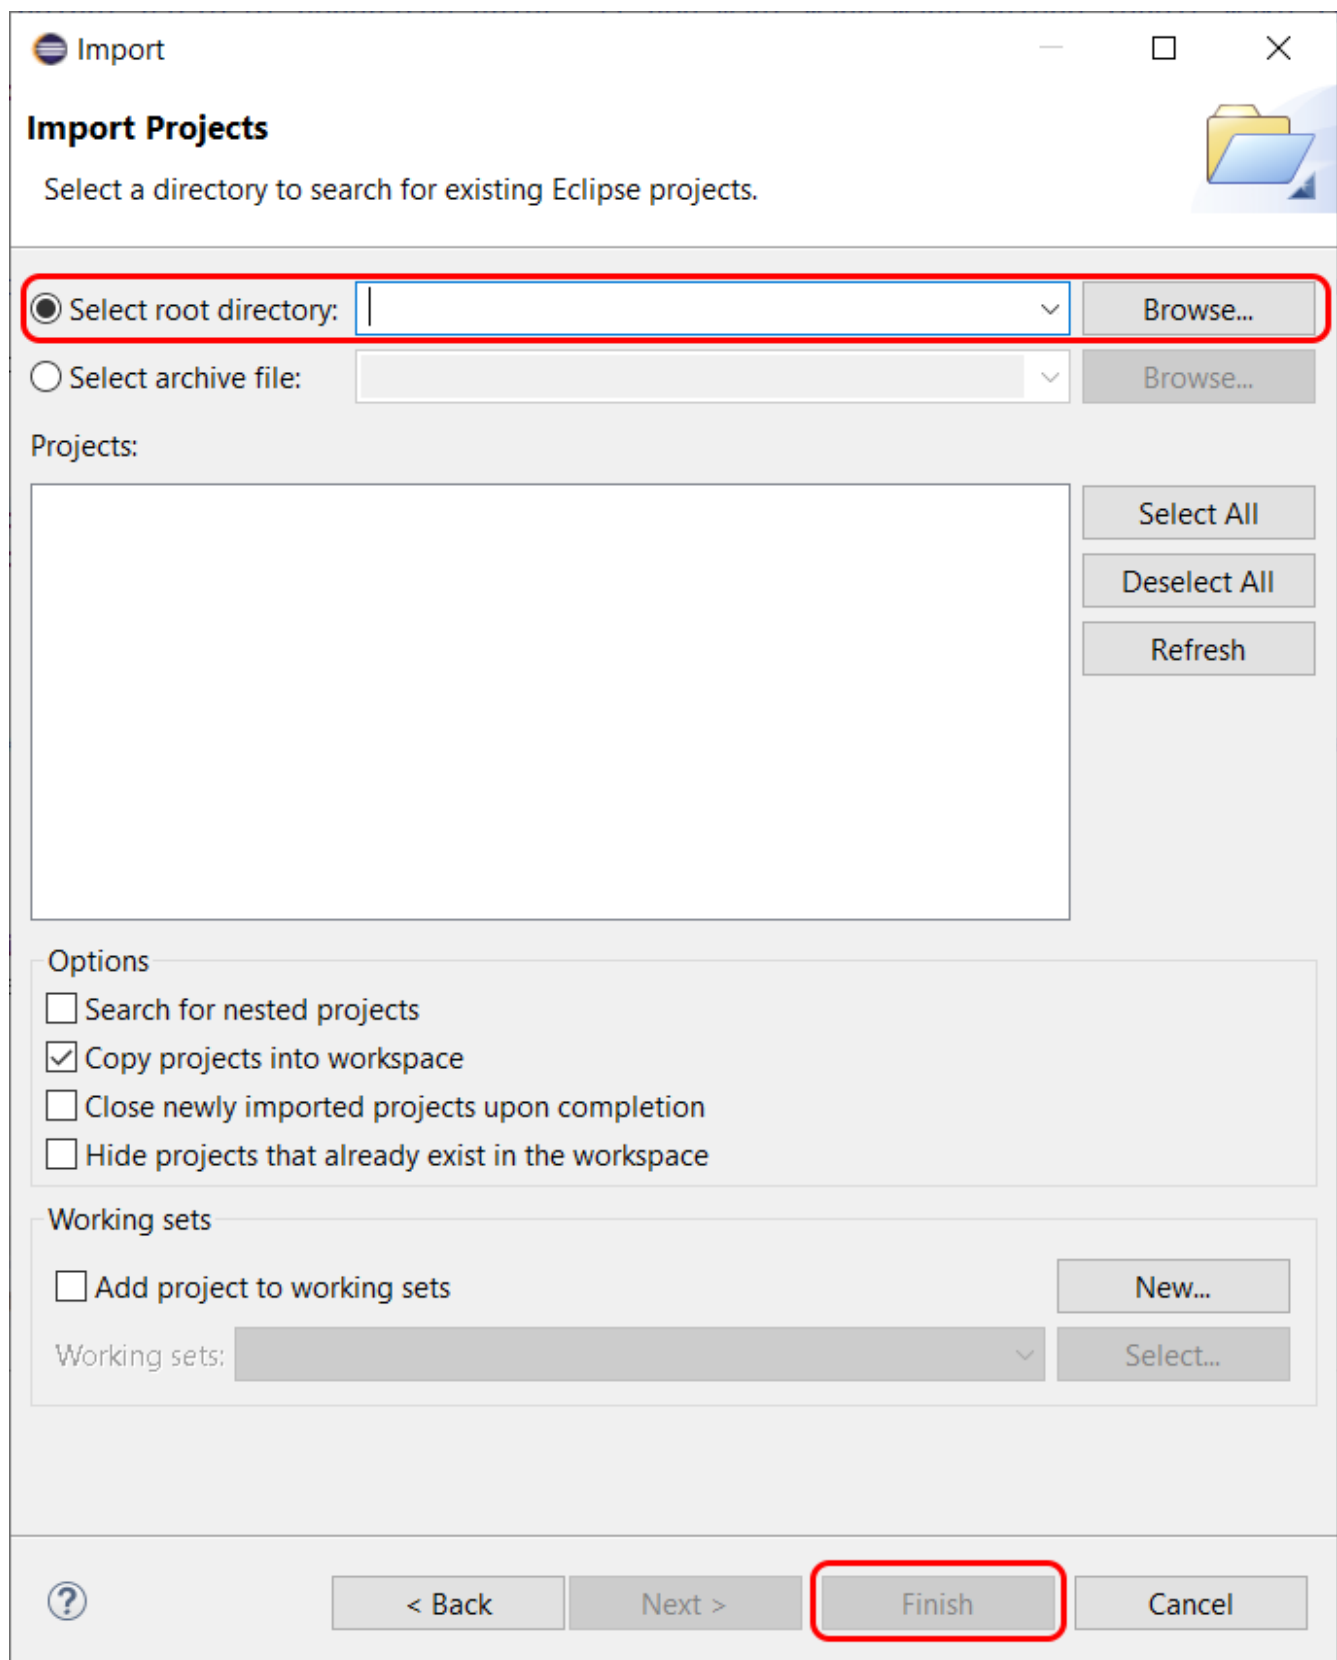 Import
Import Projects
Select a directory to search for existing Eclipse projects.
Select root directory: Browse...
Select archive file: Browse...
Projects:
Select All
Deselect All
Refresh
Options
Search for nested projects
Copy projects into workspace
Close newly imported projects upon completion
Hide projects that already exist in the workspace
Working sets
Add project to working sets New...
Working sets: Select...
? < Back Next > Finish Cancel